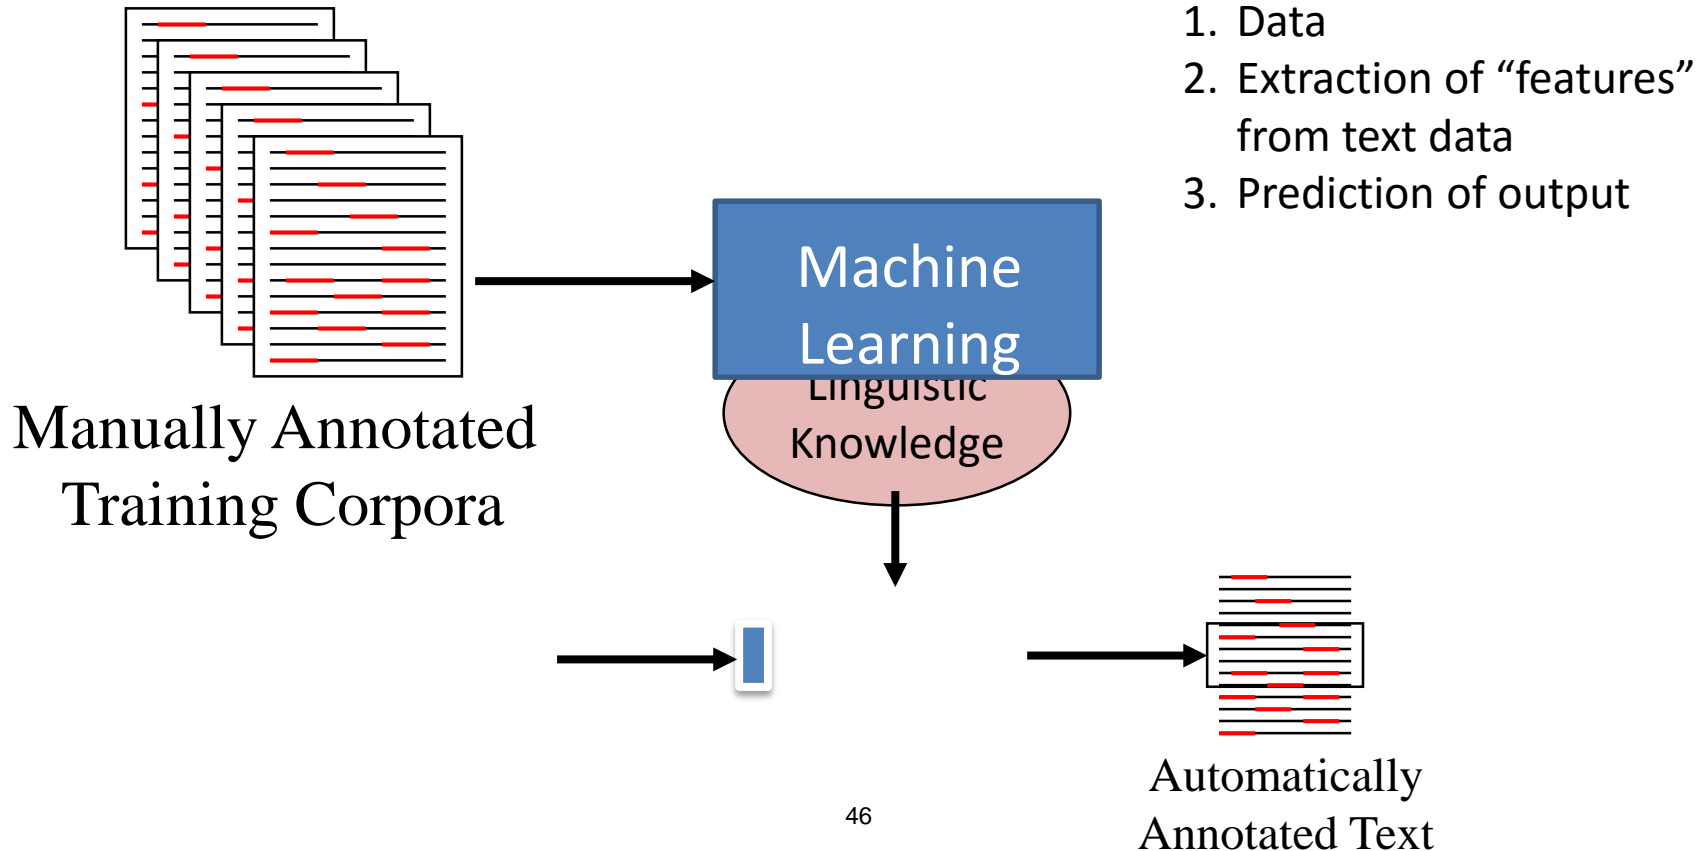 1. Data
2. Extraction of “features”
from text data
3. Prediction of output
Machine
Learning
Linguistic
Knowledge
Manually Annotated
Training Corpora
Automatically
Annotated Text
46